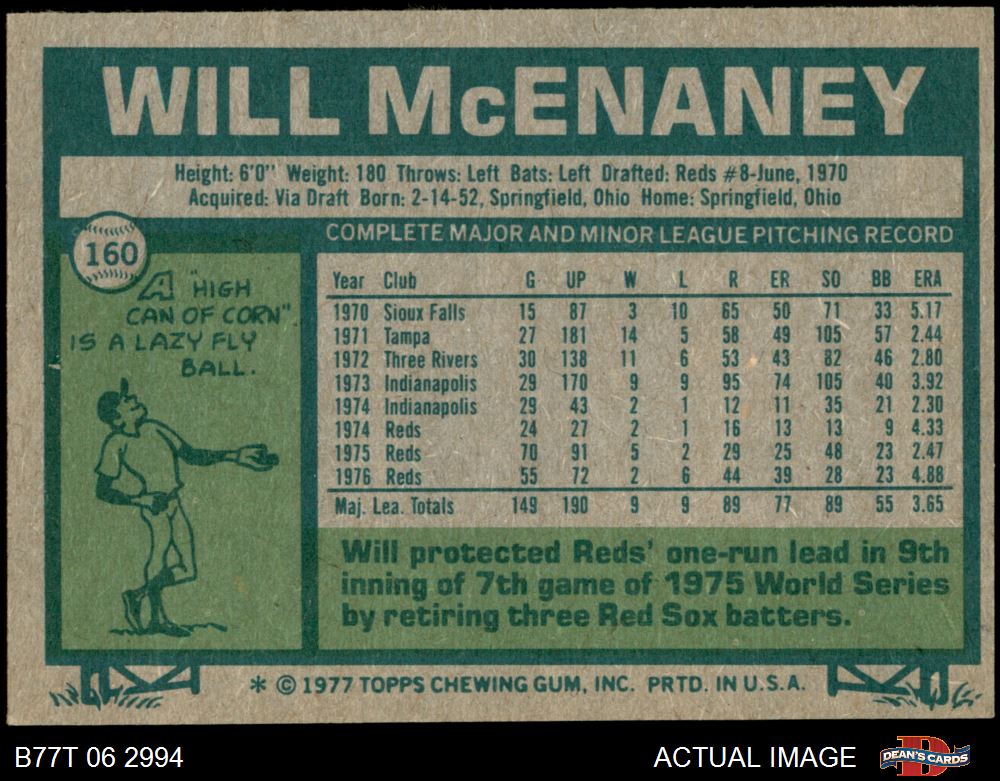 WILL McENANEY
Height: 6'0" Weight: 180 Throws: Left Bats: Left Drafted: Reds #8-June, 1970
Acquired: Via Draft Born: 2-14-52, Springfield, Ohio Home: Springfield, Ohio
160
COMPLETE MAJOR AND MINOR LEAGUE PITCHING RECORD
A "HIGH
CAN OF CORN"
IS A LAZY FLY
BALL.
Year Club G UP W L R ER SO BB ERA
1970 Sioux Falls 15 87 3 10 65 50 71 33 5.17
1971 Tampa 27 181 14 5 58 49 105 57 2.44
1972 Three Rivers 30 138 11 6 53 43 82 46 2.80
1973 Indianapolis 29 170 9 9 95 74 105 40 3.92
1974 Indianapolis 29 43 2 1 12 11 35 21 2.30
1974 Reds 24 27 2 1 16 13 13 9 4.33
1975 Reds 70 91 5 2 29 25 48 23 2.47
1976 Reds 55 72 2 6 44 39 28 23 4.88
Maj. Lea. Totals 149 190 9 9 89 77 89 55 3.65
Will protected Reds' one-run lead in 9th
inning of 7th game of 1975 World Series
by retiring three Red Sox batters.
* © 1977 TOPPS CHEWING GUM, INC. PRTD. IN U.S.A.
B77T 06 2994
ACTUAL IMAGE
D
DEAN'S CARDS